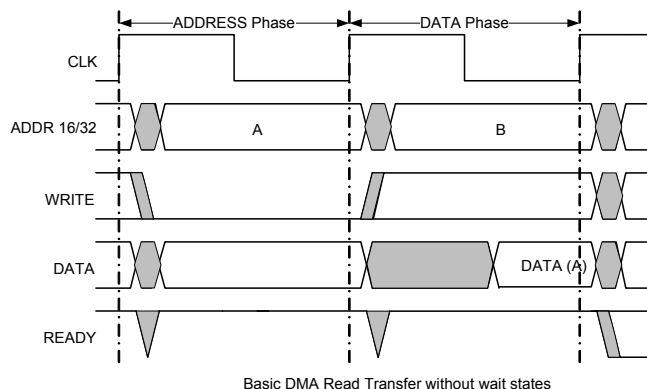 ADDRESS Phase DATA Phase
CLK
ADDR 16/32 A B
WRITE
DATA DATA (A)
READY
Basic DMA Read Transfer without wait states